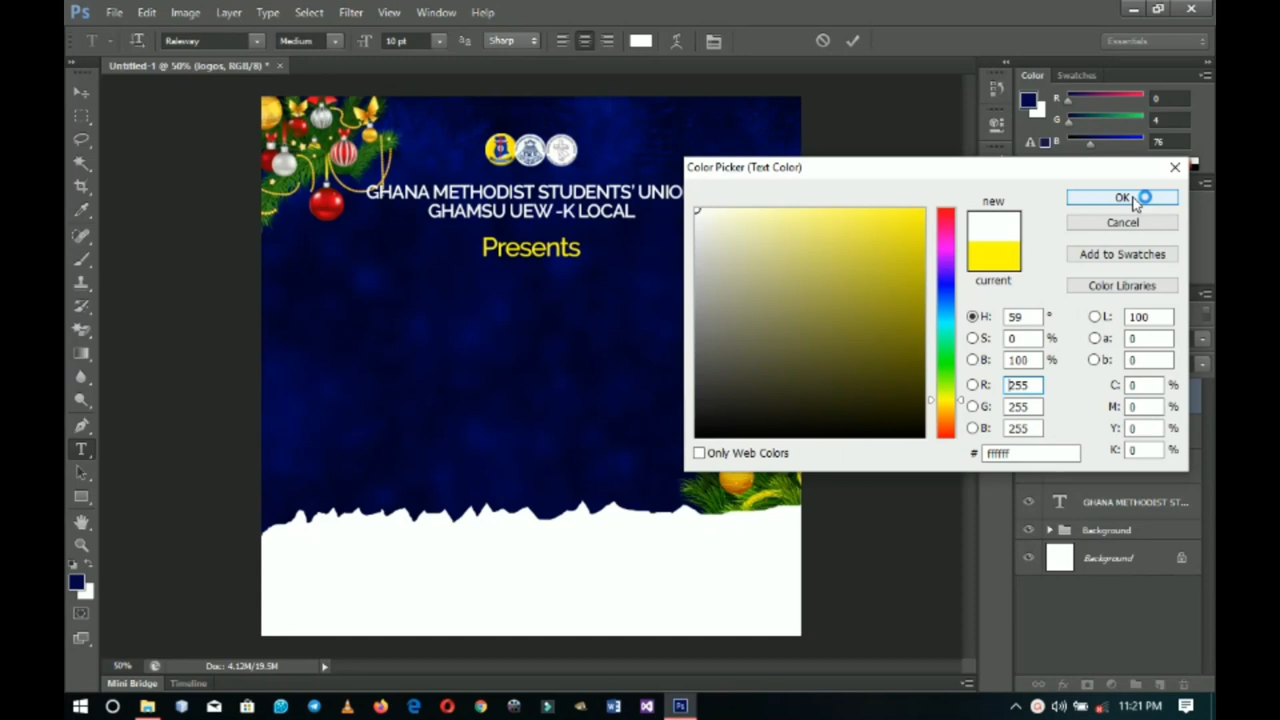 Ps File Edit Image Layer Type Select Filter View Window Help
T Raleway Medium 10 pt Sharp Essentials
Untitled-1 @ 50% (logos, RGB/8) * ×
Color Swatches
R 0
G 4
B 76
GHANA METHODIST STUDENTS' UNIO
GHAMSU UEW -K LOCAL
Presents
Color Picker (Text Color)
new
current
OK
Cancel
Add to Swatches
Color Libraries
H: 59 °
S: 0 %
B: 100 %
R: 255
G: 255
B: 255
# ffffff
L: 100
a: 0
b: 0
C: 0 %
M: 0 %
Y: 0 %
K: 0 %
Only Web Colors
T GHANA METHODIST ST...
Background
Background
50% Doc: 4.12M/19.5M
Mini Bridge Timeline
Ps 11:21 PM